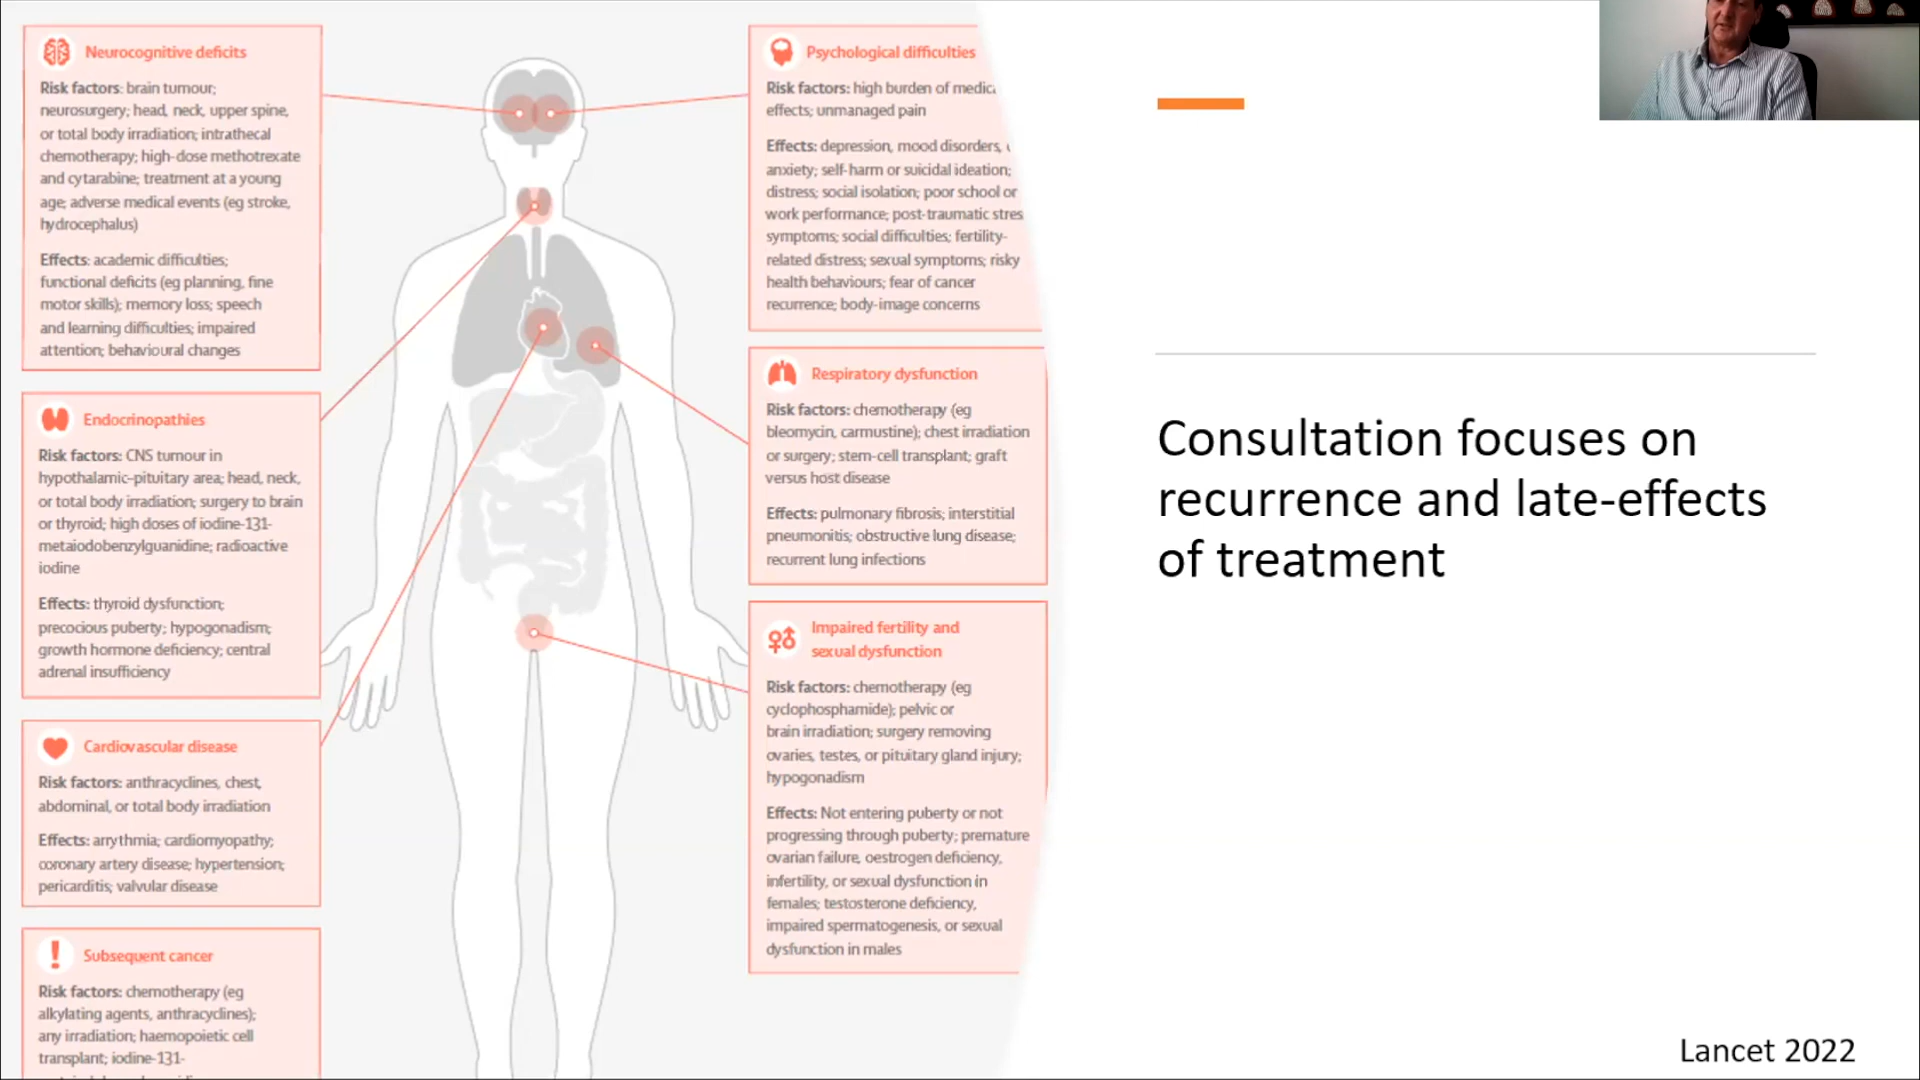 Neurocognitive deficits
Risk factors: brain tumour;
neurosurgery; head, neck, upper spine,
or total body irradiation; intrathecal
chemotherapy; high-dose methotrexate
and cytarabine; treatment at a young
age; adverse medical events (eg stroke,
hydrocephalus)
Effects: academic difficulties;
functional deficits (eg planning, fine
motor skills); memory loss; speech
and learning difficulties; impaired
attention; behavioural changes
Endocrinopathies
Risk factors: CNS tumour in
hypothalamic–pituitary area; head, neck,
or total body irradiation; surgery to brain
or thyroid; high doses of iodine-131-
metaiodobenzylguanidine; radioactive
iodine
Effects: thyroid dysfunction;
precocious puberty; hypogonadism;
growth hormone deficiency; central
adrenal insufficiency
Cardiovascular disease
Risk factors: anthracyclines, chest,
abdominal, or total body irradiation
Effects: arrythmia; cardiomyopathy;
coronary artery disease; hypertension;
pericarditis; valvular disease
Subsequent cancer
Risk factors: chemotherapy (eg
alkylating agents, anthracyclines);
any irradiation; haemopoietic cell
transplant; iodine-131-
Psychological difficulties
Risk factors: high burden of
effects; unmanaged pain
Effects: depression, mood disorders,
anxiety; self-harm or suicidal ideation;
distress; social isolation; poor school or
work performance; post-traumatic stres
symptoms; social difficulties; fertility-
related distress; sexual symptoms; risky
health behaviours; fear of cancer
recurrence; body-image concerns
Respiratory dysfunction
Risk factors: chemotherapy (eg
bleomycin, carmustine); chest irradiation
or surgery; stem-cell transplant; graft
versus host disease
Effects: pulmonary fibrosis; interstitial
pneumonitis; obstructive lung disease;
recurrent lung infections
Impaired fertility and
sexual dysfunction
Risk factors: chemotherapy (eg
cyclophosphamide); pelvic or
brain irradiation; surgery removing
ovaries, testes, or pituitary gland injury;
hypogonadism
Effects: Not entering puberty or not
progressing through puberty; premature
ovarian failure, oestrogen deficiency,
infertility, or sexual dysfunction in
females; testosterone deficiency,
impaired spermatogenesis, or sexual
dysfunction in males
Consultation focuses on
recurrence and late-effects
of treatment
Lancet 2022